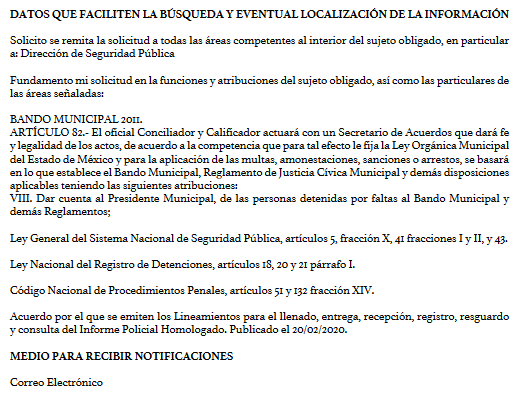 DATOS QUE FACILITEN LA BÚSQUEDA Y EVENTUAL LOCALIZACIÓN DE LA INFORMACIÓN
Solicito se remita la solicitud a todas las áreas competentes al interior del sujeto obligado, en particular
a: Dirección de Seguridad Pública
Fundamento mi solicitud en la funciones y atribuciones del sujeto obligado, así como las particulares de
las áreas señaladas:
BANDO MUNICIPAL 2011.
ARTÍCULO 82.- El oficial Conciliador y Calificador actuará con un Secretario de Acuerdos que dará fe
y legalidad de los actos, de acuerdo a la competencia que para tal efecto le fija la Ley Orgánica Municipal
del Estado de México y para la aplicación de las multas, amonestaciones, sanciones o arrestos, se basará
en lo que establece el Bando Municipal, Reglamento de Justicia Cívica Municipal y demás disposiciones
aplicables teniendo las siguientes atribuciones:
VIII. Dar cuenta al Presidente Municipal, de las personas detenidas por faltas al Bando Municipal y
demás Reglamentos;
Ley General del Sistema Nacional de Seguridad Pública, artículos 5, fracción X, 41 fracciones I y II, y 43.
Ley Nacional del Registro de Detenciones, artículos 18, 20 y 21 párrafo I.
Código Nacional de Procedimientos Penales, artículos 51 y 132 fracción XIV.
Acuerdo por el que se emiten los Lineamientos para el llenado, entrega, recepción, registro, resguardo
y consulta del Informe Policial Homologado. Publicado el 20/02/2020.
MEDIO PARA RECIBIR NOTIFICACIONES
Correo Electrónico